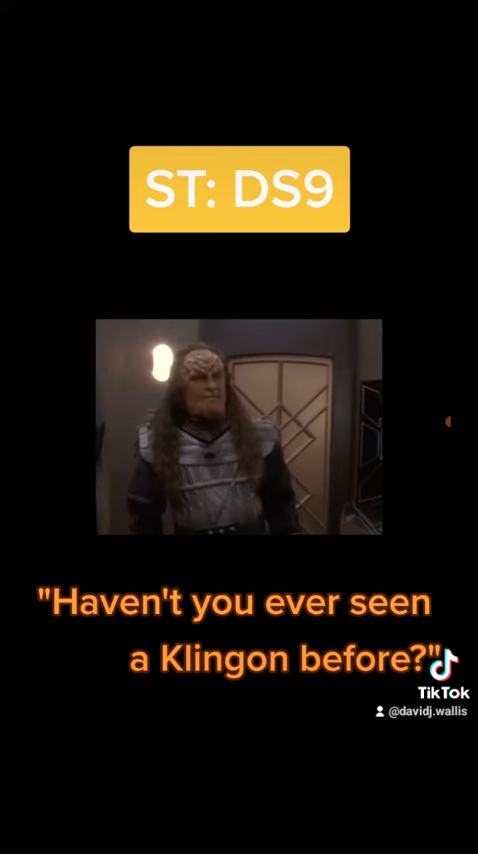 ST: DS9
"Haven't you ever seen
a Klingon before?"
TikTok
@davidj.wallis